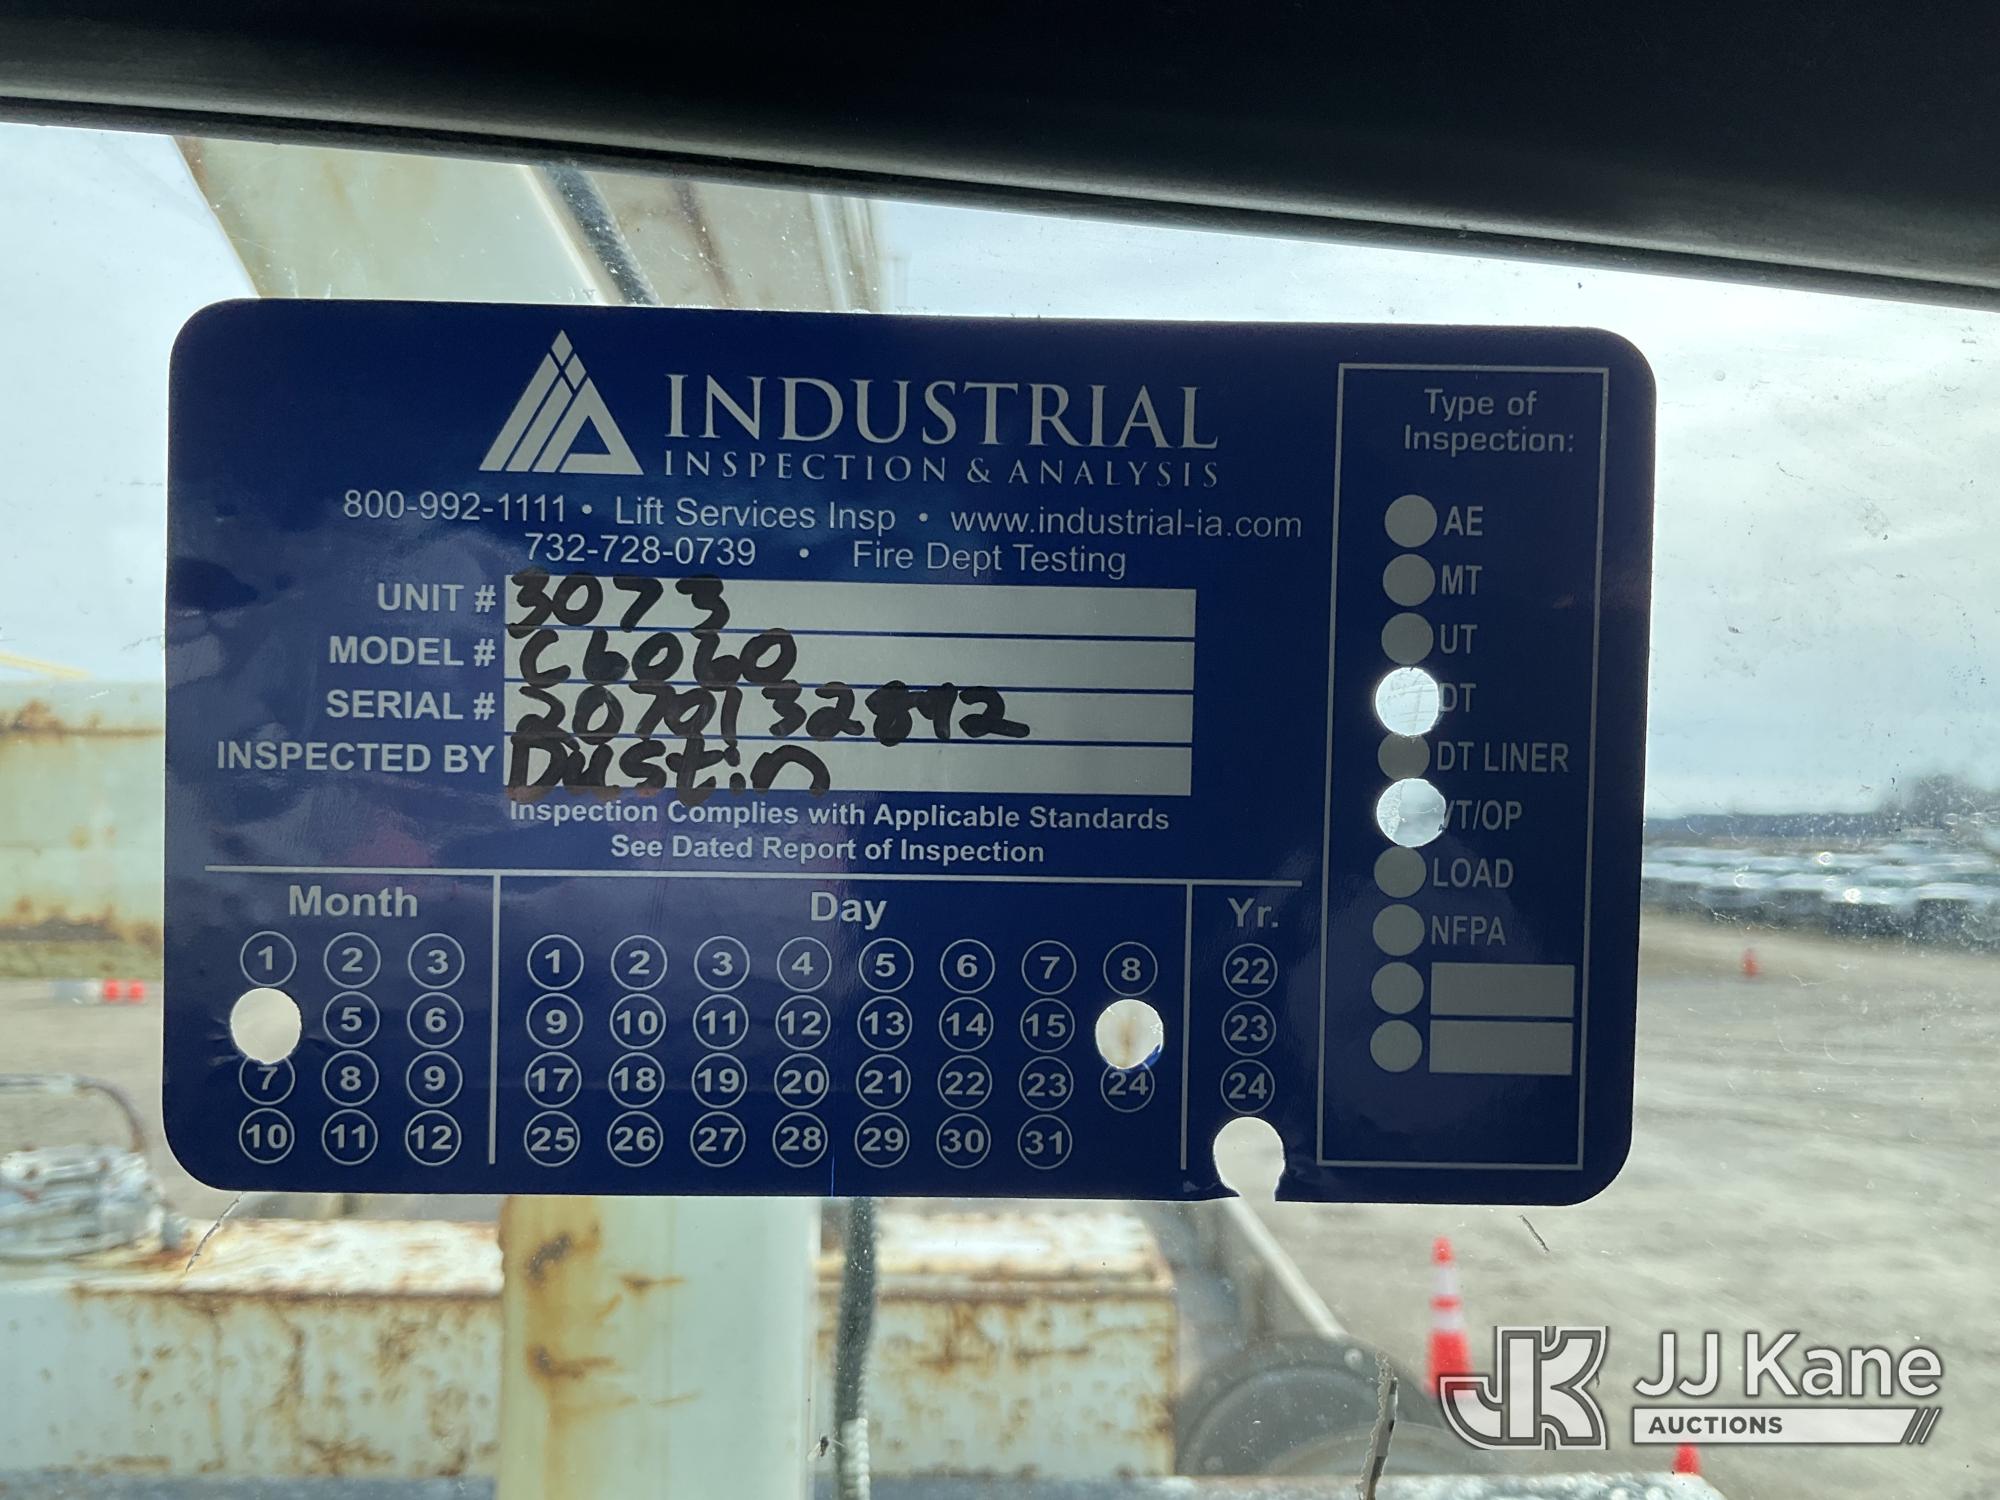 INDUSTRIAL
INSPECTION & ANALYSIS
800-992-1111 • Lift Services Insp • www.industrial-ia.com
732-728-0739 • Fire Dept Testing
UNIT # 3073
MODEL # C6060
SERIAL # 2070132842
INSPECTED BY Dustin
Inspection Complies with Applicable Standards
See Dated Report of Inspection
Month
1 2 3
5 6
7 8 9
10 11 12
Day
1 2 3 4 5 6 7 8
9 10 11 12 13 14 15
17 18 19 20 21 22 23 24
25 26 27 28 29 30 31
Yr.
22
23
24
Type of
Inspection:
AE
MT
UT
DT
DT LINER
VT/OP
LOAD
NFPA
JK JJ Kane
AUCTIONS